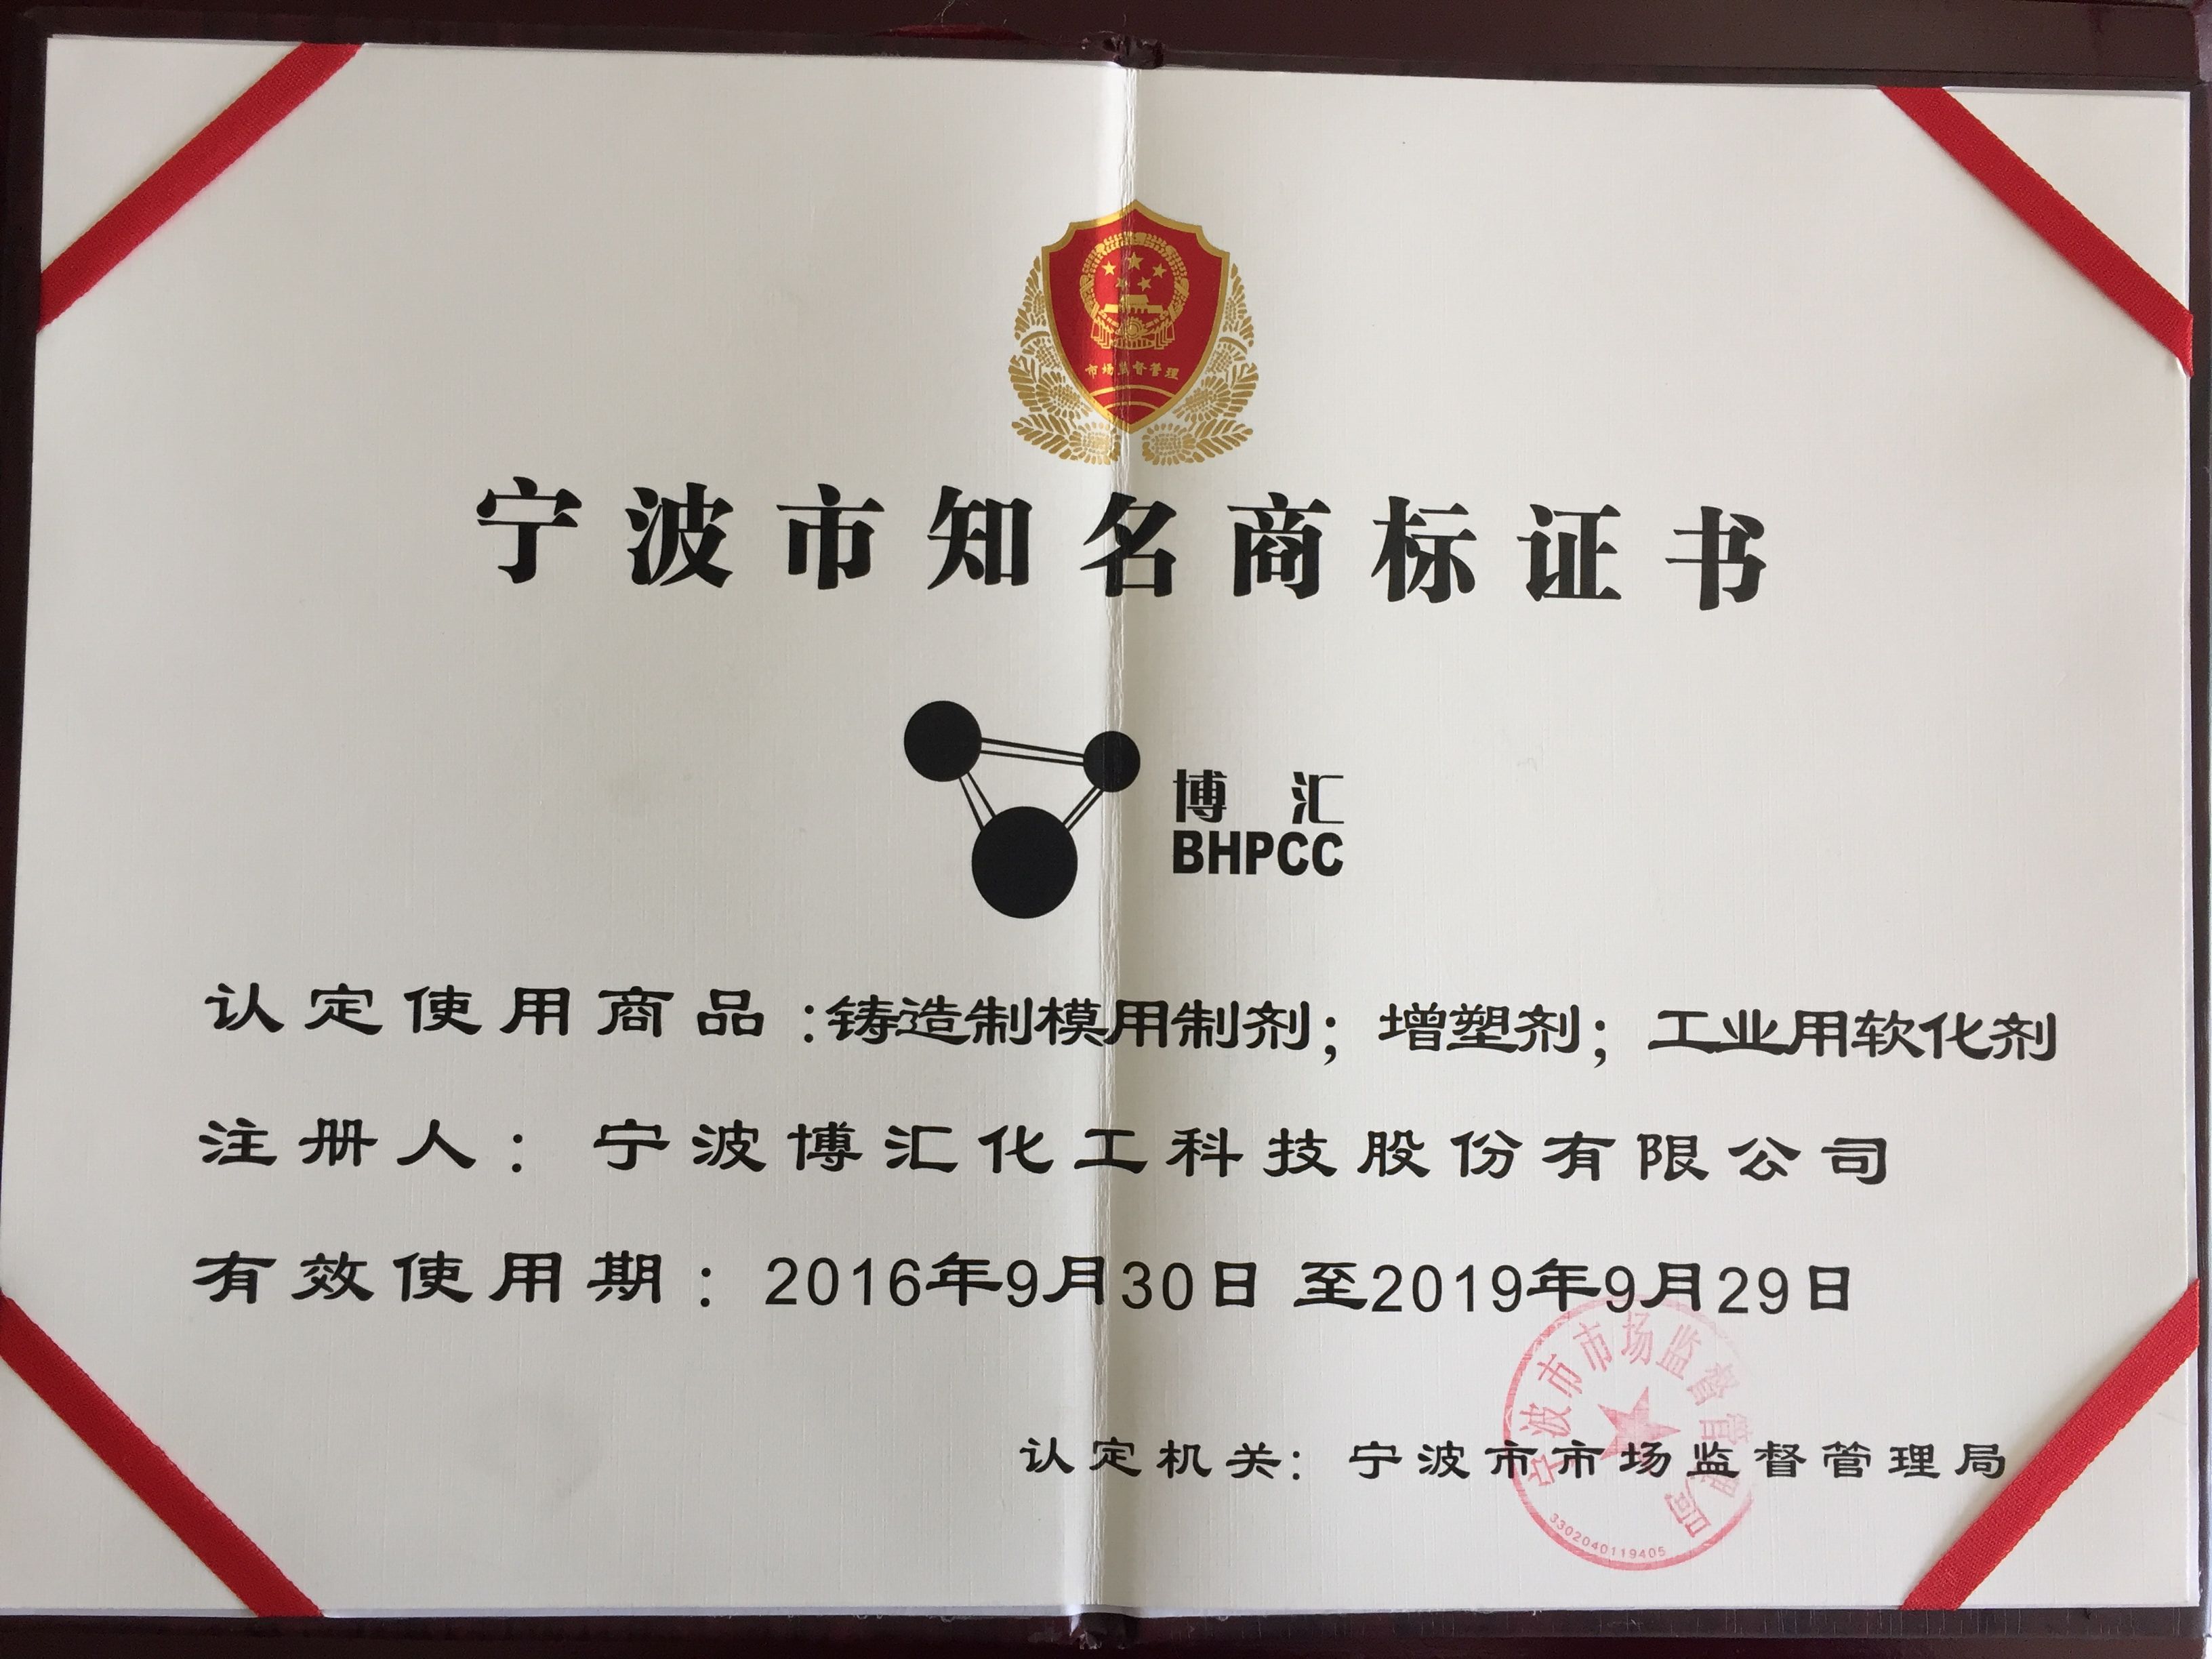 市场监督管理
宁波市知名商标证书
博 汇
BHPCC
认定使用商品:铸造制模用制剂；增塑剂；工业用软化剂
注册人：宁波博汇化工科技股份有限公司
有效使用期：2016年9月30日 至2019年9月29日
认定机关：宁波市市场监督管理局
宁波市市场监督管理局
3302040119405